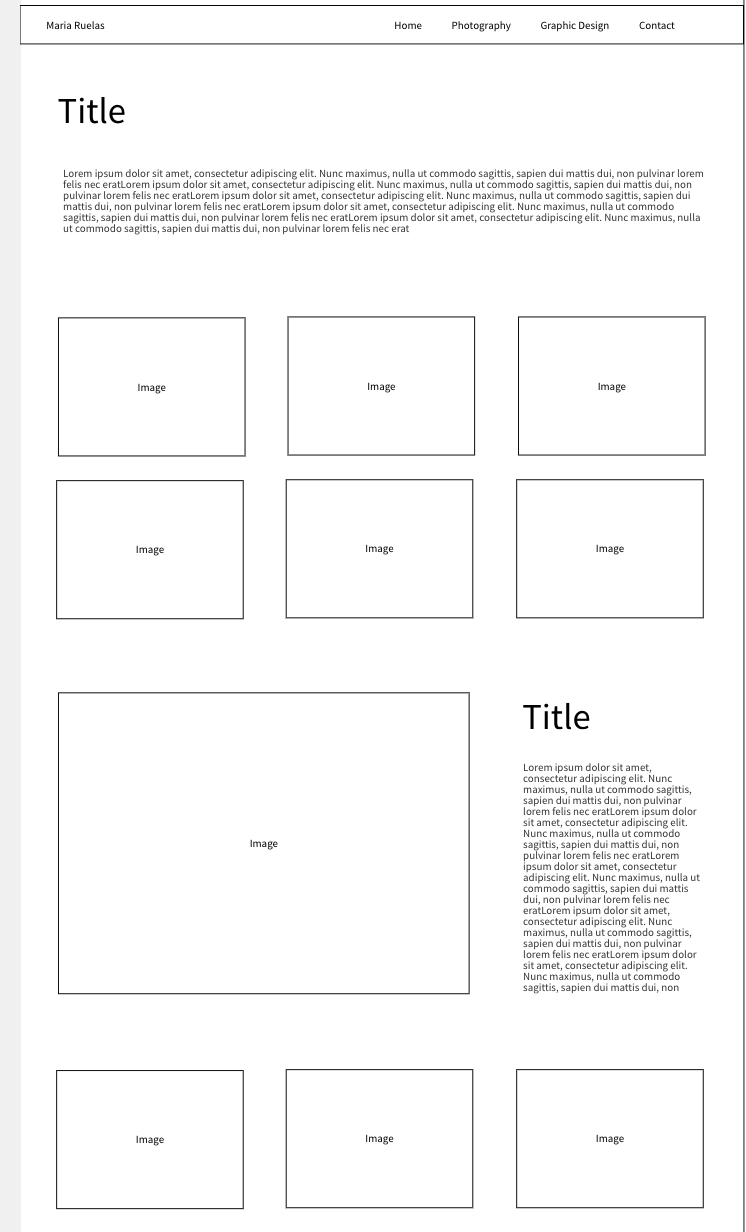 Maria Ruelas Home Photography Graphic Design Contact
Title
Lorem ipsum dolor sit amet, consectetur adipiscing elit. Nunc maximus, nulla ut commodo sagittis, sapien dui mattis dui, non pulvinar lorem
felis nec eratLorem ipsum dolor sit amet, consectetur adipiscing elit. Nunc maximus, nulla ut commodo sagittis, sapien dui mattis dui, non
pulvinar lorem felis nec eratLorem ipsum dolor sit amet, consectetur adipiscing elit. Nunc maximus, nulla ut commodo sagittis, sapien dui
mattis dui, non pulvinar lorem felis nec eratLorem ipsum dolor sit amet, consectetur adipiscing elit. Nunc maximus, nulla ut commodo
sagittis, sapien dui mattis dui, non pulvinar lorem felis nec eratLorem ipsum dolor sit amet, consectetur adipiscing elit. Nunc maximus, nulla
ut commodo sagittis, sapien dui mattis dui, non pulvinar lorem felis nec erat
Image Image Image
Image Image Image
Image
Title
Lorem ipsum dolor sit amet,
consectetur adipiscing elit. Nunc
maximus, nulla ut commodo sagittis,
sapien dui mattis dui, non pulvinar
lorem felis nec eratLorem ipsum dolor
sit amet, consectetur adipiscing elit.
Nunc maximus, nulla ut commodo
sagittis, sapien dui mattis dui, non
pulvinar lorem felis nec eratLorem
ipsum dolor sit amet, consectetur
adipiscing elit. Nunc maximus, nulla ut
commodo sagittis, sapien dui mattis
dui, non pulvinar lorem felis nec
eratLorem ipsum dolor sit amet,
consectetur adipiscing elit. Nunc
maximus, nulla ut commodo sagittis,
sapien dui mattis dui, non pulvinar
lorem felis nec eratLorem ipsum dolor
sit amet, consectetur adipiscing elit.
Nunc maximus, nulla ut commodo
sagittis, sapien dui mattis dui, non
Image Image Image